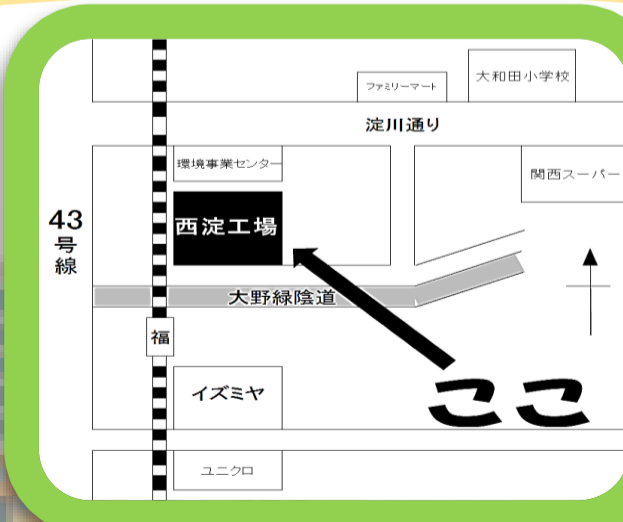 大和田小学校
ファミリーマート
淀川通り
環境事業センター
関西スーパー
43
号
線
西淀工場
大野緑陰道
福
イズミヤ
ここ
ユニクロ